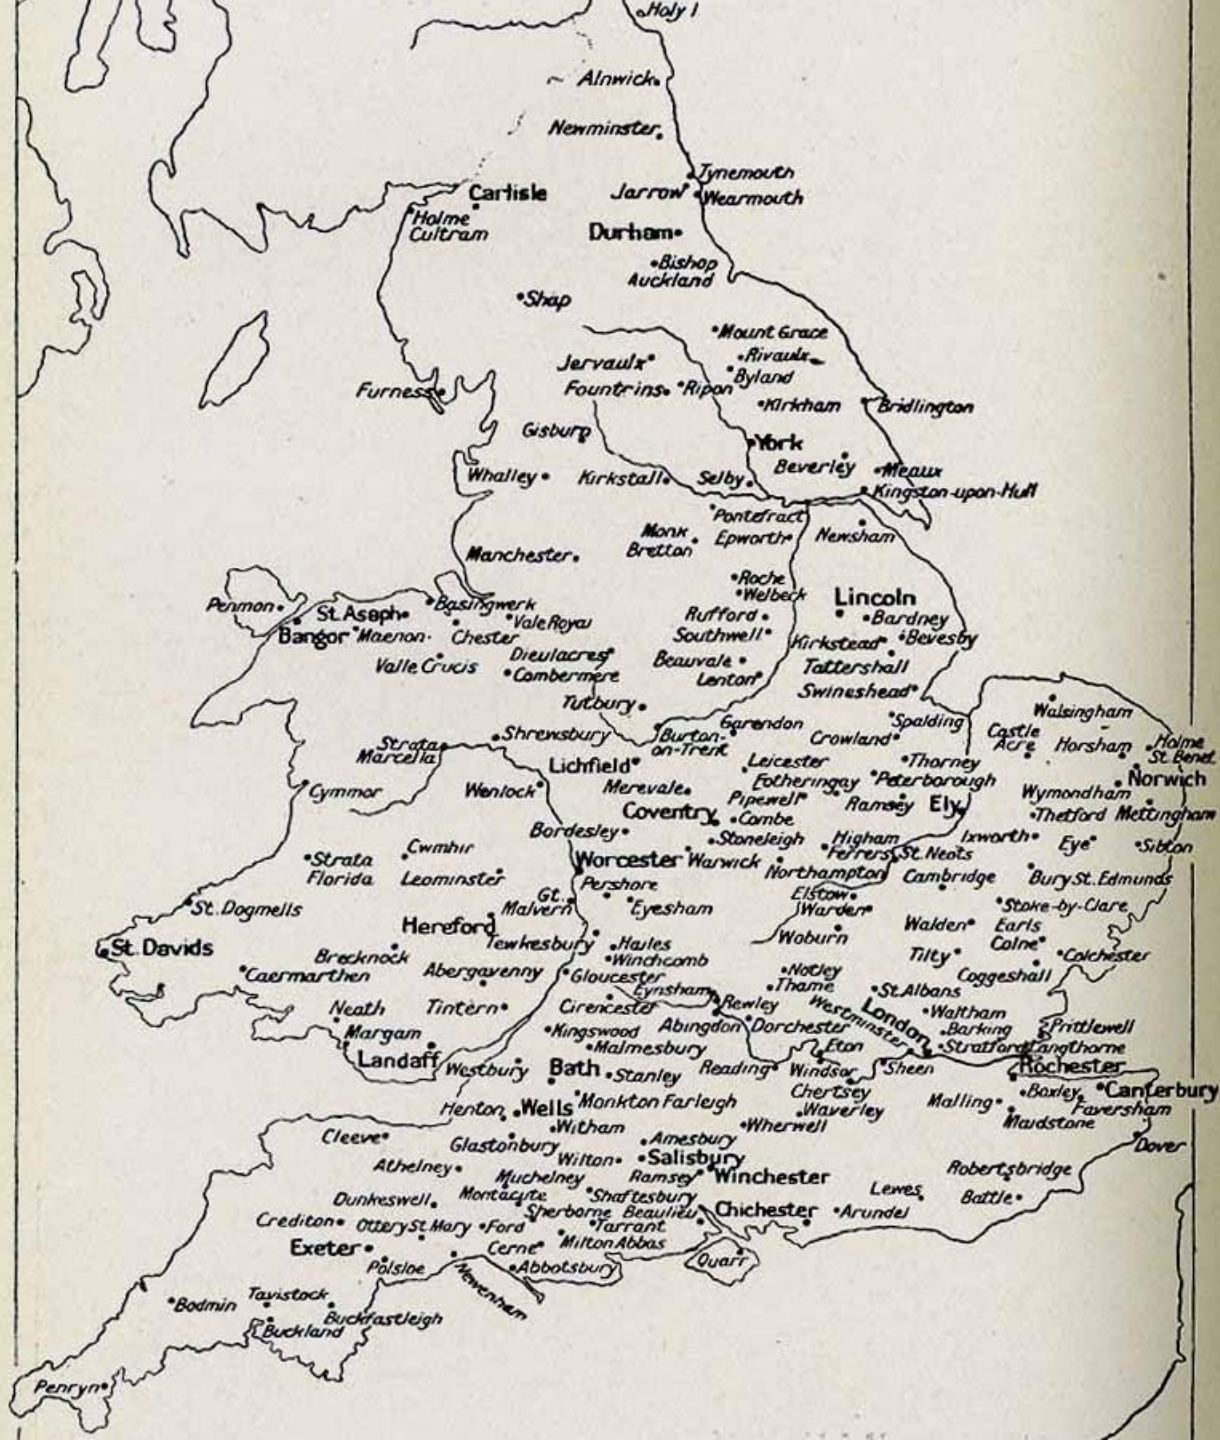 Holy I
Alnwick
Newminster
Tynemouth
Jarrow
Wearmouth
Carlisle
Holme
Cultram
Durham
Bishop
Auckland
Shap
Mount Grace
Rivaulx
Jervaulx
Byland
Furness
Fountrins
Ripon
Kirkham
Bridlington
Gisburn
York
Beverley
Meaux
Whalley
Kirkstall
Selby
Kingston-upon-Hull
Pontefract
Monk
Bretton
Epworth
Newsham
Manchester
Roche
Welbeck
Lincoln
Penmon
St. Asaph
Basingwerk
Vale Royal
Rufford
Bardney
Bangor
Maenon
Chester
Southwell
Kirkstead
Bevesby
Valle Crucis
Dieulacres
Combermere
Beauvale
Lenton
Tattershall
Swineshead
Tutbury
Walsingham
Strata
Marcella
Shrewsbury
Burton-
on-Trent
Garendon
Spalding
Crowland
Castle
Acre
Horsham
Holme
St Benet
Lichfield
Leicester
Thorney
Cymmor
Wenlock
Merevale
Fotheringay
Peterborough
Norwich
Wymondham
Pipewell
Ramsey
Ely
Coventry
Combe
Thetford
Mettingham
Bordesley
Stoneleigh
Higham
Ferrers
St. Neots
Ixworth
Eye
Sibton
Strata
Florida
Cwmhir
Leominster
Worcester
Warwick
Northampton
Cambridge
Bury St. Edmunds
Pershore
St. Dogmells
Gt.
Malvern
Eyesham
Elstow
Warden
Stoke-by-Clare
Hereford
Walden
Earls
Colne
St. Davids
Brecknock
Tewkesbury
Hailes
Winchcomb
Woburn
Tilty
Colchester
Caermarthen
Abergavenny
Gloucester
Notley
Thame
Coggeshall
Eynsham
St. Albans
Neath
Tintern
Cirencester
Rewley
Westminster
London
Waltham
Margam
Kingswood
Abingdon
Dorchester
Barking
Prittlewell
Malmesbury
Eton
Stratford Langthorne
Landaff
Westbury
Bath
Stanley
Reading
Windsor
Sheen
Rochester
Henton
Wells
Monkton Farleigh
Chertsey
Waverley
Malling
Boxley
Canterbury
Faversham
Maidstone
Cleeve
Witham
Wherwell
Glastonbury
Amesbury
Dover
Athelney
Wilton
Salisbury
Muchelney
Ramsey
Winchester
Robertsbridge
Dunkeswell
Montacute
Shaftesbury
Lewes
Battle
Crediton
Ottery St. Mary
Ford
Sherborne
Beaulieu
Chichester
Arundel
Tarrant
Exeter
Cerne
Milton Abbas
Polsloe
Newenham
Abbotsbury
Quarr
Bodmin
Tavistock
Buckfastleigh
Buckland
Penryn